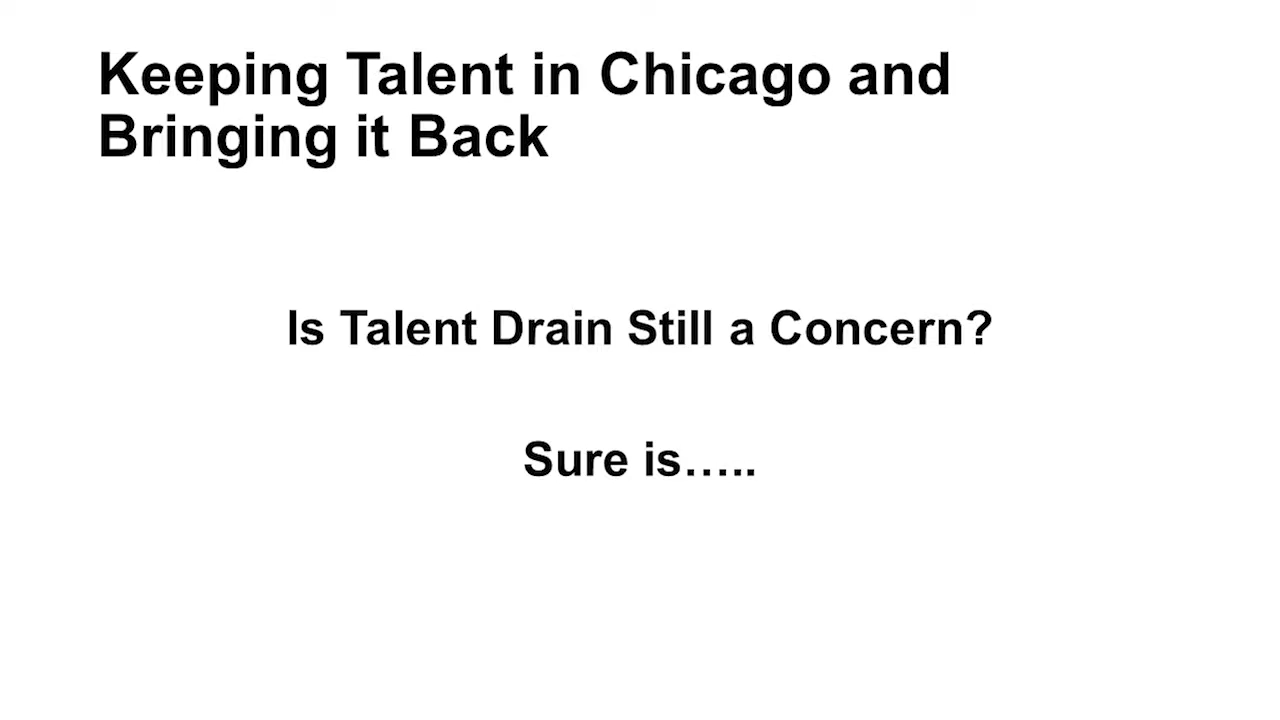 Keeping Talent in Chicago and
Bringing it Back
Is Talent Drain Still a Concern?
Sure is…..